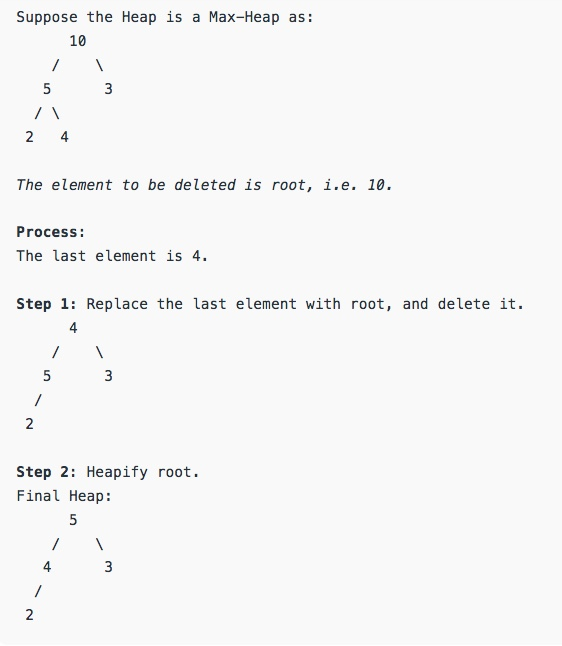 Suppose the Heap is a Max-Heap as:
10
/ \
5 3
/ \
2 4
The element to be deleted is root, i.e. 10.
Process:
The last element is 4.
Step 1: Replace the last element with root, and delete it.
4
/ \
5 3
/
2
Step 2: Heapify root.
Final Heap:
5
/ \
4 3
/
2